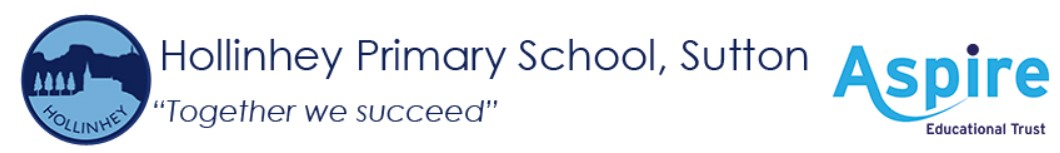 HOLLINHEY
Hollinhey Primary School, Sutton
“Together we succeed”
Aspire
Educational Trust